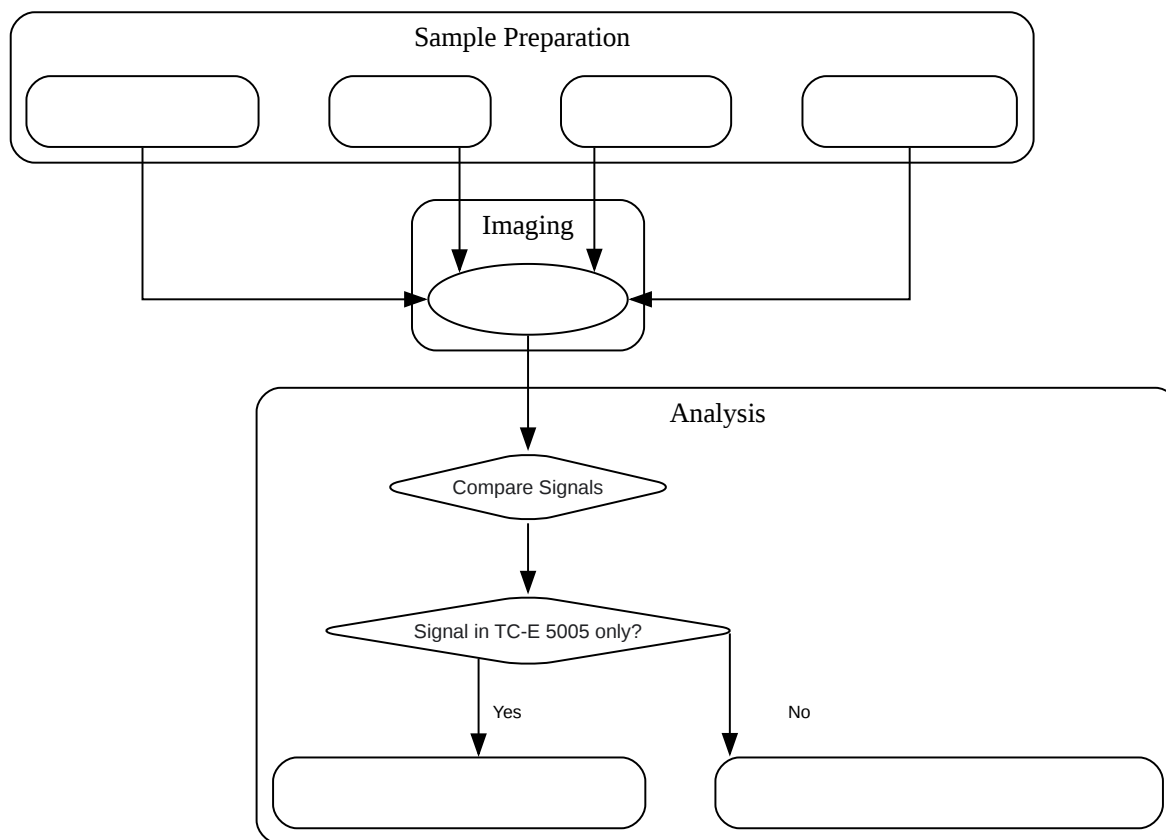 Sample Preparation
Imaging
Analysis
Compare Signals
Signal in TC-E 5005 only?
Yes
No